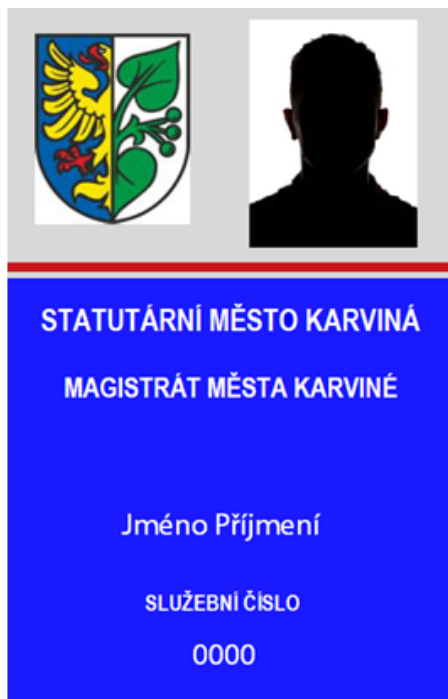 STATUTÁRNÍ MĚSTO KARVINÁ
MAGISTRÁT MĚSTA KARVINÉ
Jméno Příjmení
SLUŽEBNÍ ČÍSLO
0000